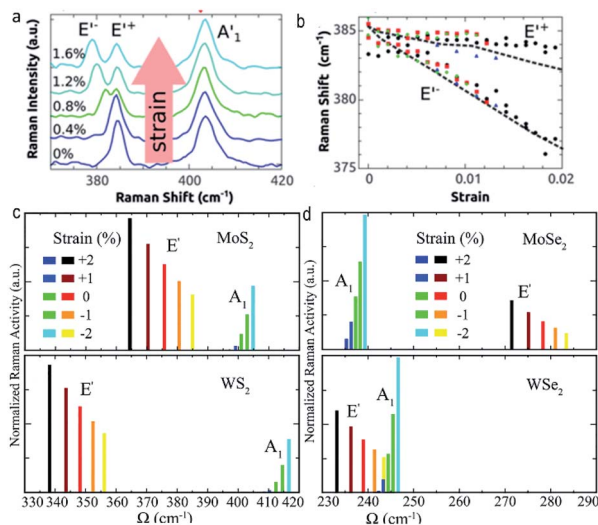 a
E'- E'+ A'1
1.6%
1.2%
0.8%
0.4%
0%
strain
Raman Intensity (a.u.)
380 400 420
Raman Shift (cm-1)
b
E'+
E'-
385
380
375
Raman Shift (cm-1)
0 0.01 0.02
Strain
c
Strain (%)
+2
+1
0
-1
-2
MoS2
E'
A1
WS2
E'
A1
Normalized Raman Activity (a.u.)
330 340 350 360 370 380 390 400 410 420
Ω (cm-1)
d
A1
Strain (%)
+2
+1
0
-1
-2
MoSe2
E'
WSe2
E'
A1
Normalized Raman Activity (a.u.)
230 240 250 260 270 280 290
Ω (cm-1)